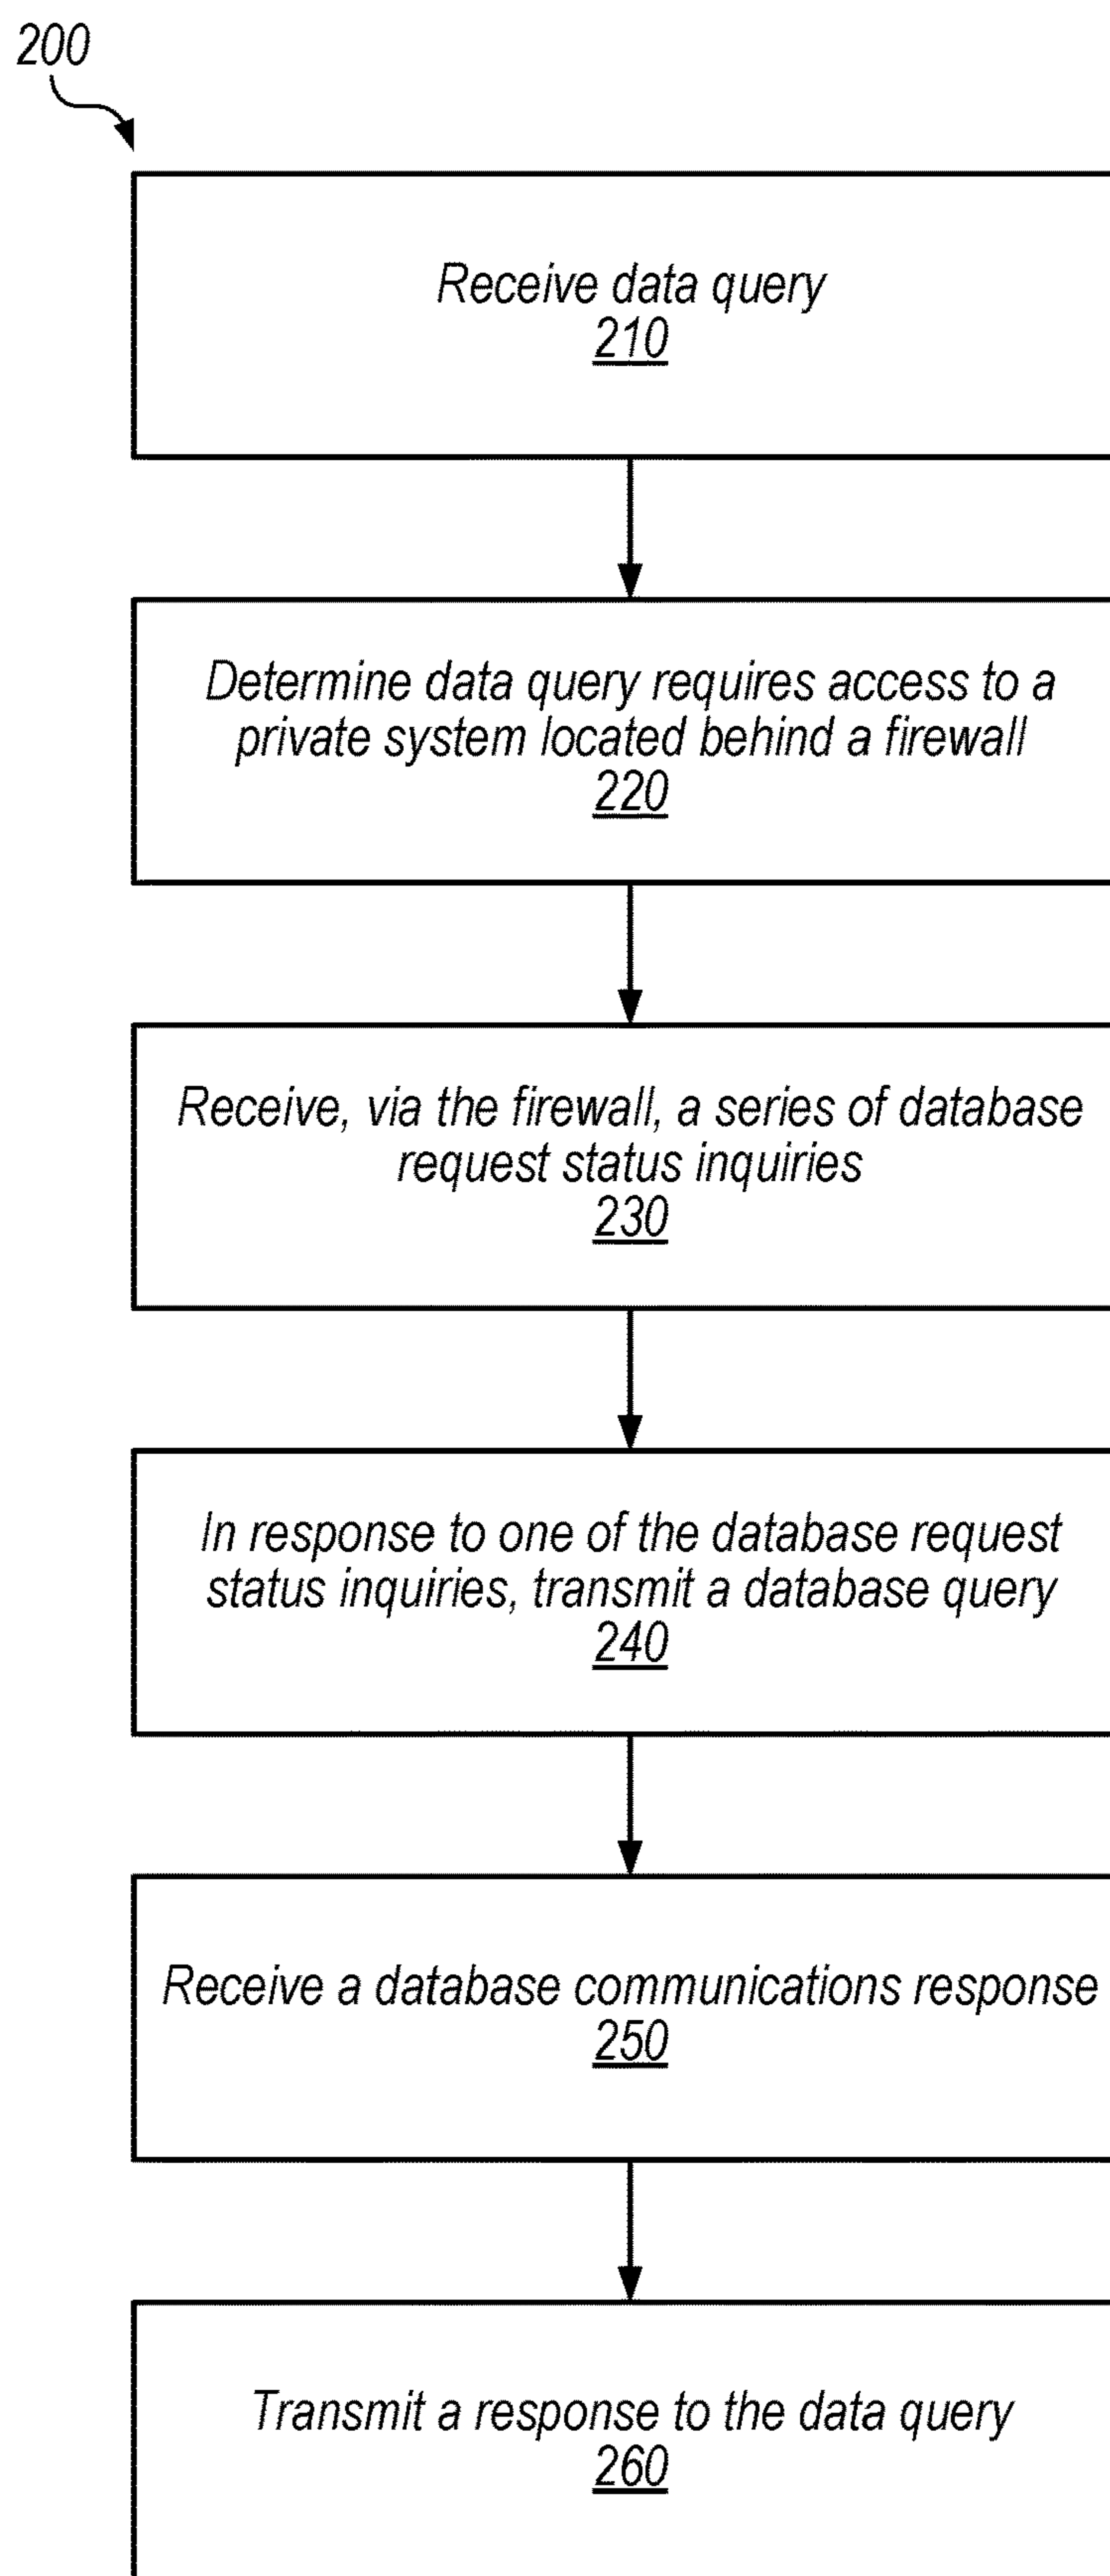 200
Receive data query
210
Determine data query requires access to a
private system located behind a firewall
220
Receive, via the firewall, a series of database
request status inquiries
230
In response to one of the database request
status inquiries, transmit a database query
240
Receive a database communications response
250
Transmit a response to the data query
260